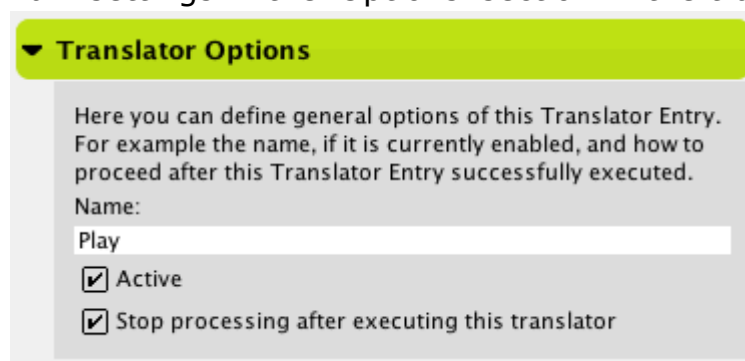 Translator Options
Here you can define general options of this Translator Entry.
For example the name, if it is currently enabled, and how to
proceed after this Translator Entry successfully executed.
Name:
Play
Active
Stop processing after executing this translator